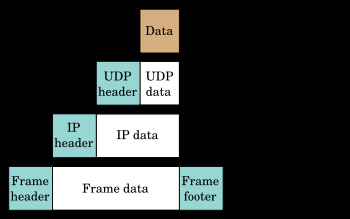 Data
UDP header
UDP data
IP header
IP data
Frame header
Frame data
Frame footer